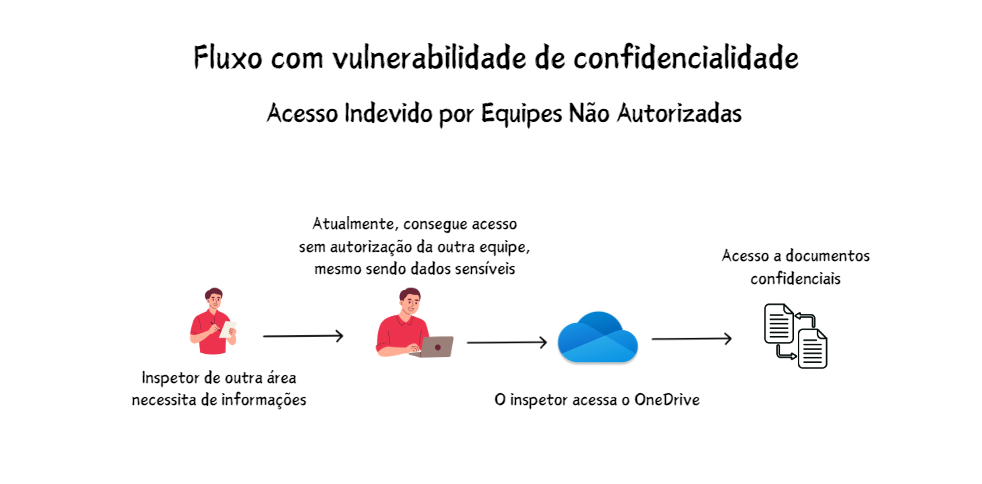 Fluxo com vulnerabilidade de confidencialidade
Acesso Indevido por Equipes Não Autorizadas
Atualmente, consegue acesso
sem autorização da outra equipe,
mesmo sendo dados sensíveis
Acesso a documentos
confidenciais
Inspetor de outra área
necessita de informações
O inspetor acessa o OneDrive